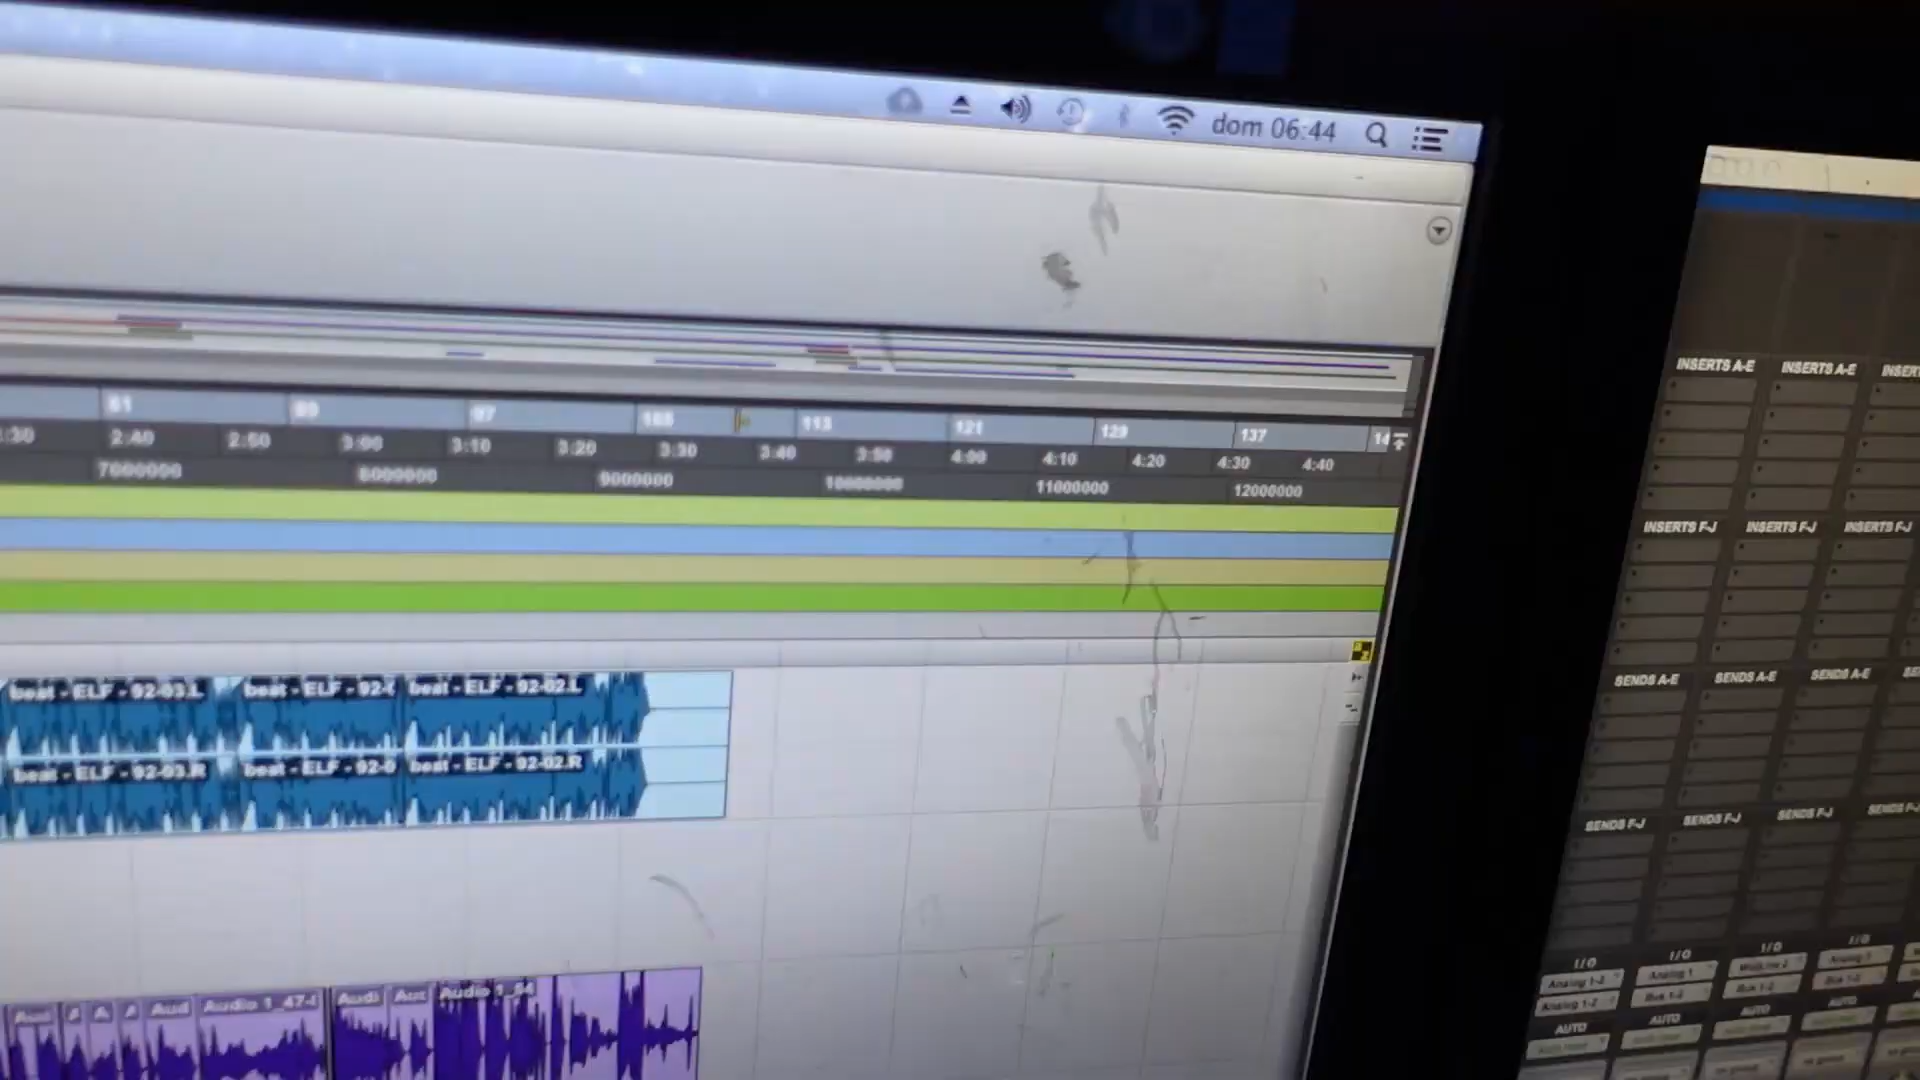 dom 06:44
81 89 97 105 113 121 129 137
:30 2:40 2:50 3:00 3:10 3:20 3:30 3:40 3:50 4:00 4:10 4:20 4:30 4:40
7000000 8000000 9000000 10000000 11000000 12000000
beat - ELF - 92-03.L beat - ELF - 92-0 beat - ELF - 92-02.L
beat - ELF - 92-03.R beat - ELF - 92-0 beat - ELF - 92-02.R
Aud A A A Aud Audio 1_47- Audi Aud Audio 1_54
INSERTS A-E INSERTS A-E INSERT
INSERTS F-J INSERTS F-J INSERTS F-J
SENDS A-E SENDS A-E SENDS A-E SE
SENDS F-J SENDS F-J SENDS F-J SENDS F-J
I/O I/O I/O I/O
Analog 1-2 Analog 1 Analog 1
Analog 1-2 Bus 1-2 Bus 1-2 Bus 1-2
AUTO AUTO AUTO AUTO